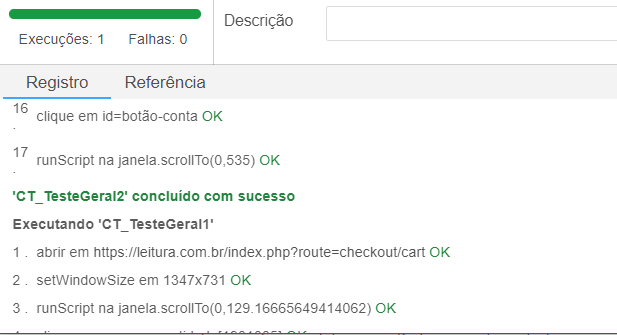 Execuções: 1 Falhas: 0
Descrição
Registro Referência
16 . clique em id=botão-conta OK
17 . runScript na janela.scrollTo(0,535) OK
'CT_TesteGeral2' concluído com sucesso
Executando 'CT_TesteGeral1'
1 . abrir em https://leitura.com.br/index.php?route=checkout/cart OK
2 . setWindowSize em 1347x731 OK
3 . runScript na janela.scrollTo(0,129.16665649414062) OK